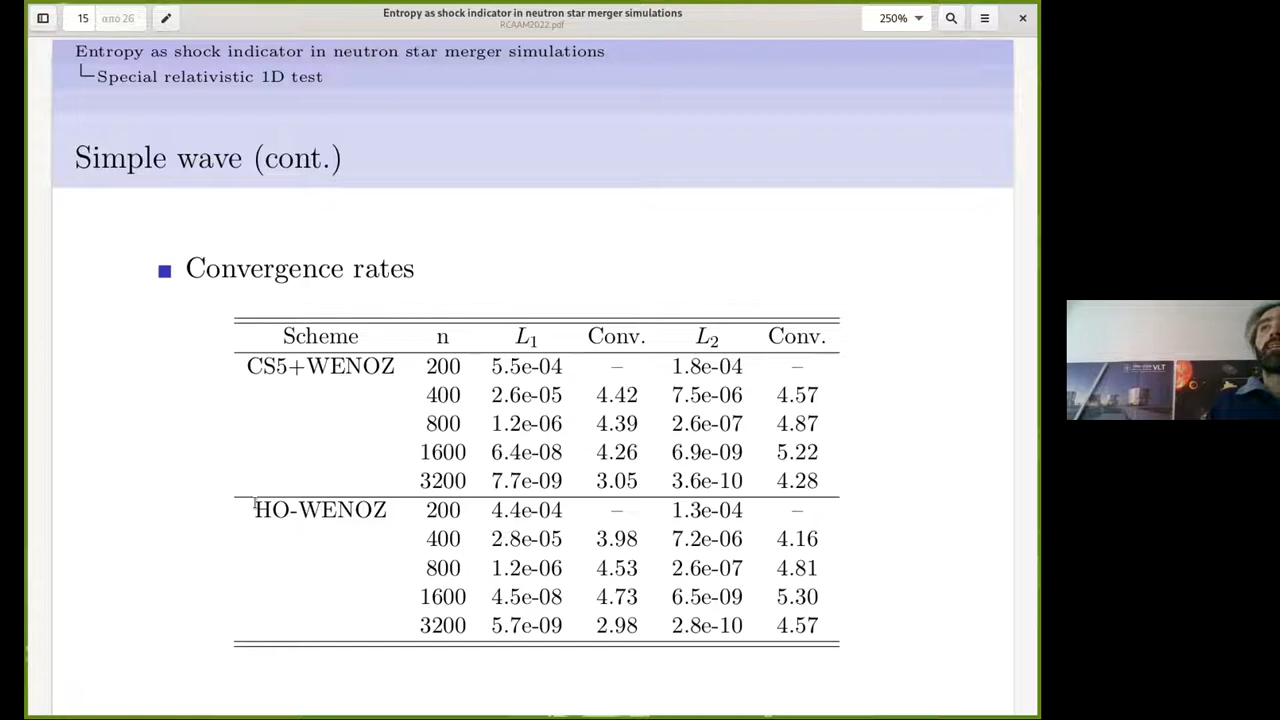 Entropy as shock indicator in neutron star merger simulations
RCAAM2022.pdf
15 από 26
250%
Entropy as shock indicator in neutron star merger simulations
Special relativistic 1D test
Simple wave (cont.)
Convergence rates
Scheme n L1 Conv. L2 Conv.
CS5+WENOZ 200 5.5e-04 – 1.8e-04 –
400 2.6e-05 4.42 7.5e-06 4.57
800 1.2e-06 4.39 2.6e-07 4.87
1600 6.4e-08 4.26 6.9e-09 5.22
3200 7.7e-09 3.05 3.6e-10 4.28
HO-WENOZ 200 4.4e-04 – 1.3e-04 –
400 2.8e-05 3.98 7.2e-06 4.16
800 1.2e-06 4.53 2.6e-07 4.81
1600 4.5e-08 4.73 6.5e-09 5.30
3200 5.7e-09 2.98 2.8e-10 4.57
VLT